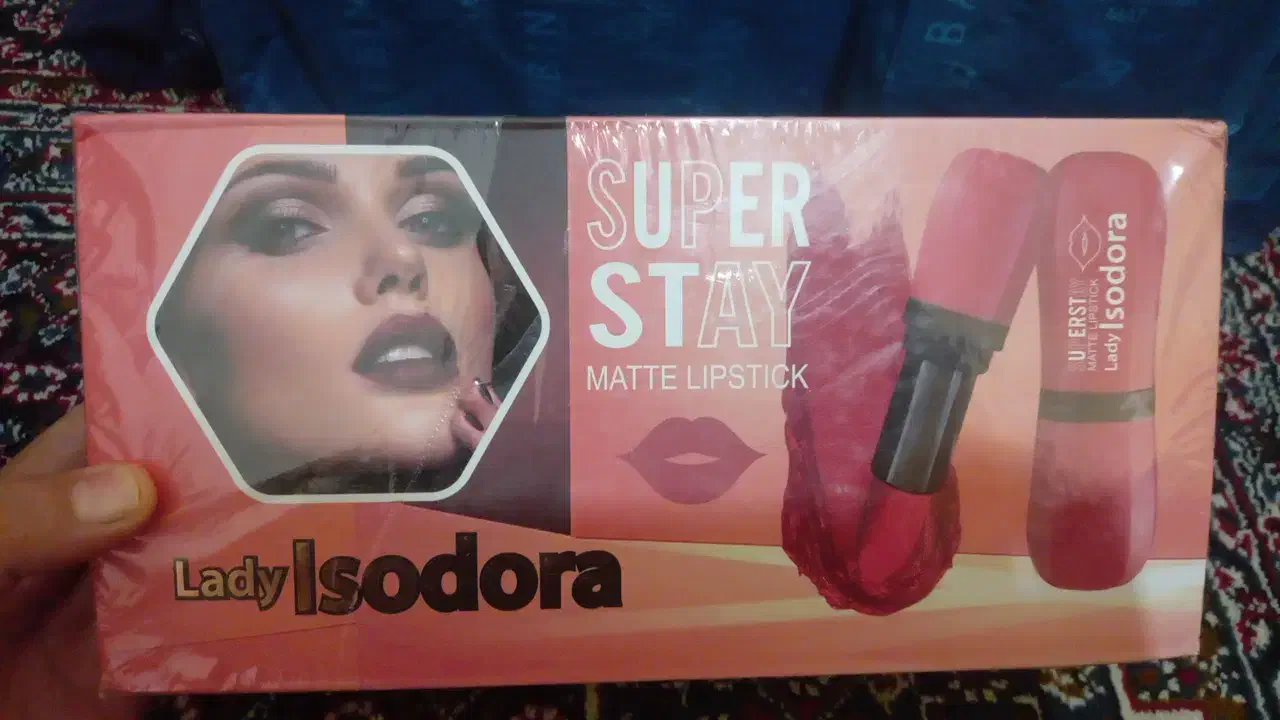 SUPER
STAY
MATTE LIPSTICK
Lady Isodora
SUPERSTAY
MATTE LIPSTICK
Lady Isodora